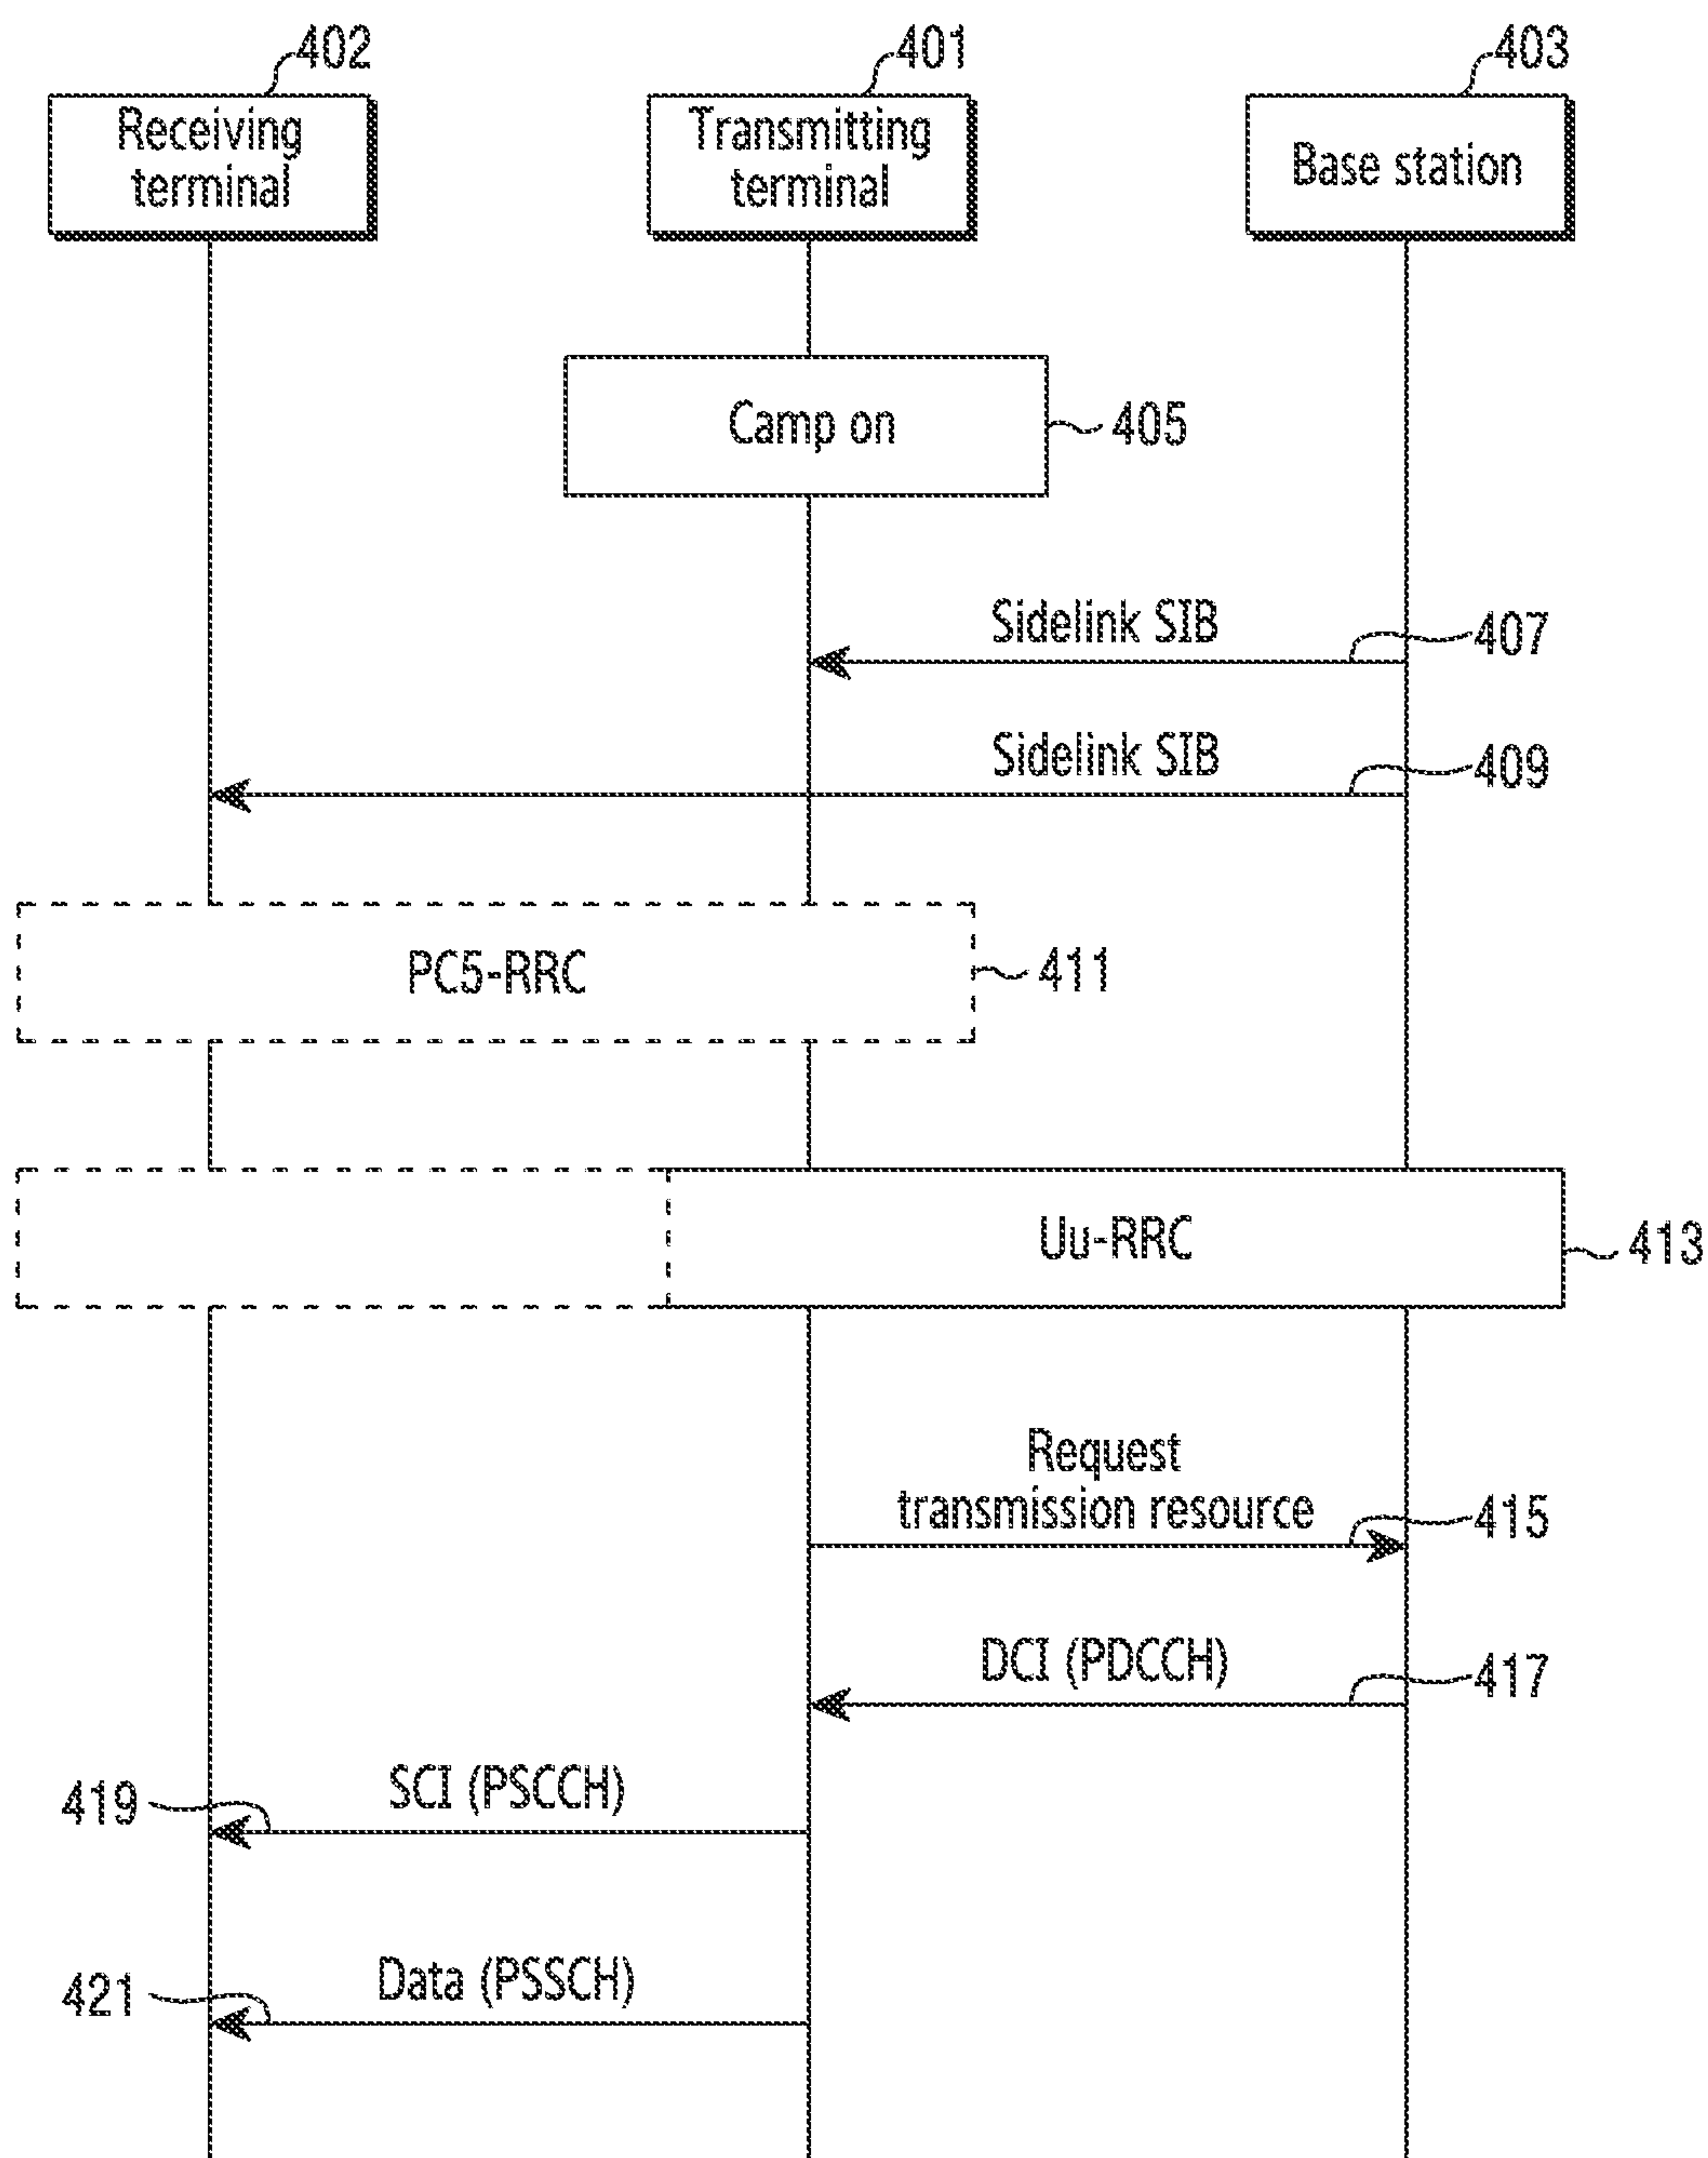 402
401
403
Receiving
terminal
Transmitting
terminal
Base station
Camp on
405
Sidelink SIB
407
Sidelink SIB
409
PC5-RRC
411
Uu-RRC
413
Request
transmission resource
415
DCI (PDCCH)
417
SCI (PSCCH)
419
Data (PSSCH)
421